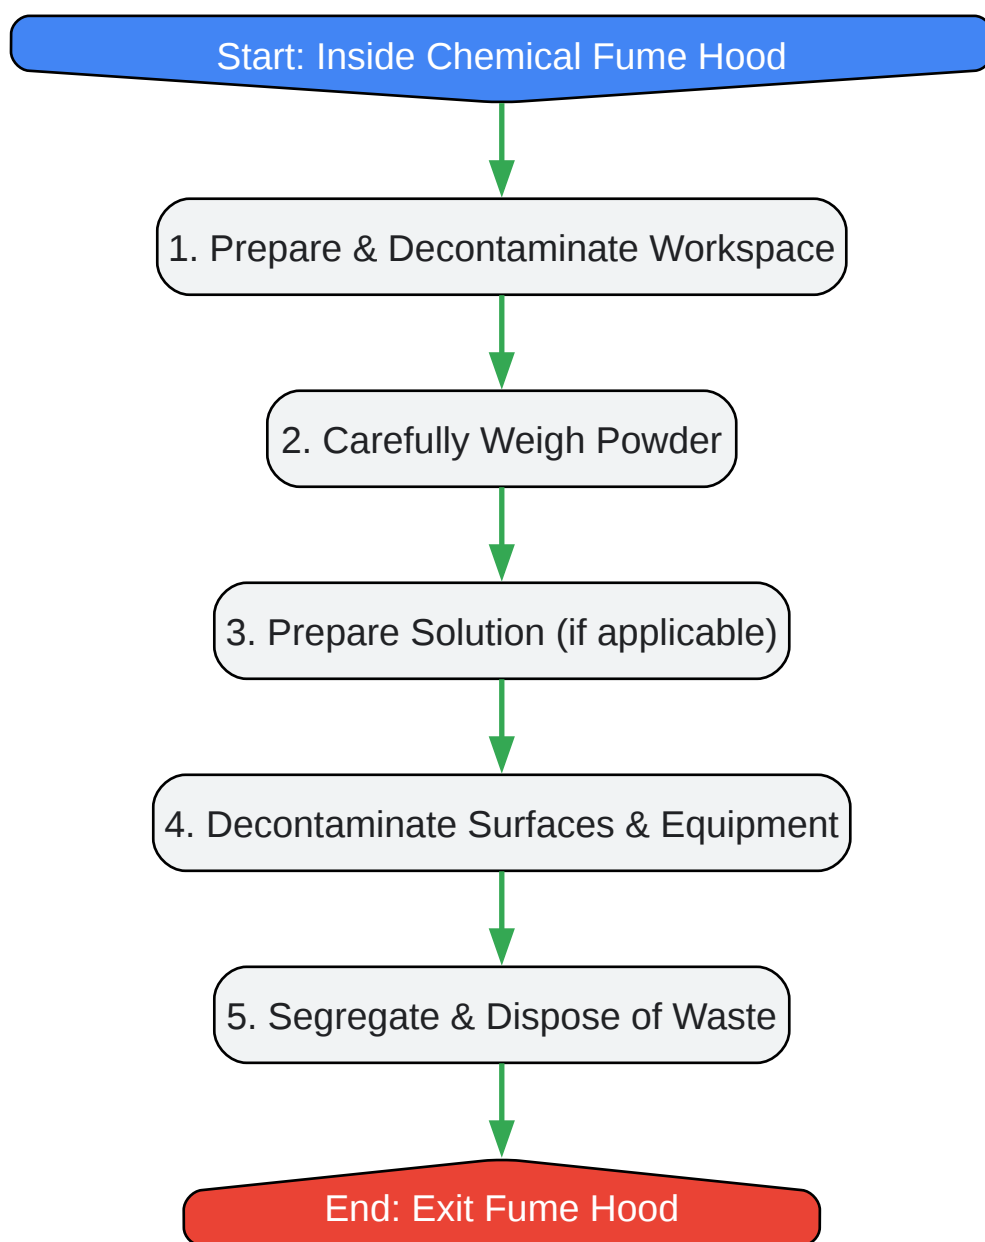 Start: Inside Chemical Fume Hood
1. Prepare & Decontaminate Workspace
2. Carefully Weigh Powder
3. Prepare Solution (if applicable)
4. Decontaminate Surfaces & Equipment
5. Segregate & Dispose of Waste
End: Exit Fume Hood